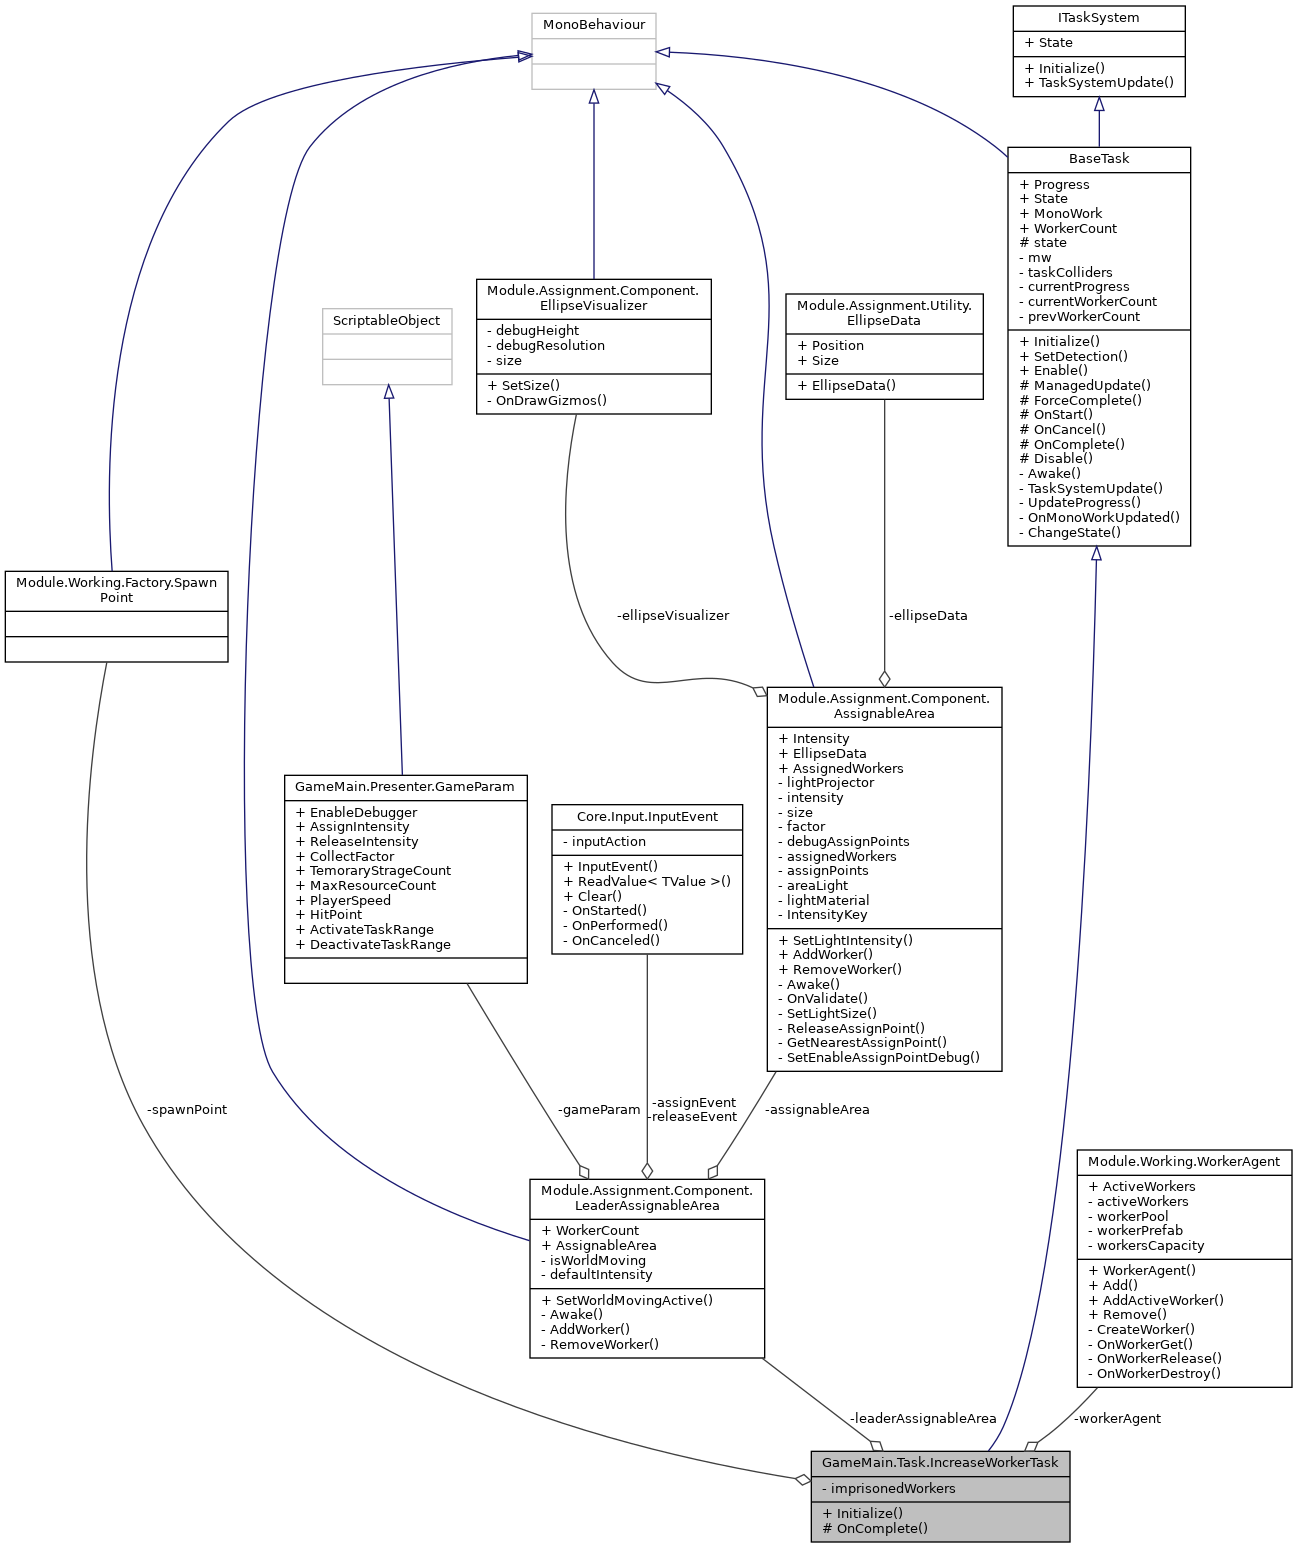 MonoBehaviour
ITaskSystem
+ State
+ Initialize()
+ TaskSystemUpdate()
BaseTask
+ Progress
+ State
+ MonoWork
+ WorkerCount
# state
- mw
- taskColliders
- currentProgress
- currentWorkerCount
- prevWorkerCount
+ Initialize()
+ SetDetection()
+ Enable()
# ManagedUpdate()
# ForceComplete()
# OnStart()
# OnCancel()
# OnComplete()
# Disable()
- Awake()
- TaskSystemUpdate()
- UpdateProgress()
- OnMonoWorkUpdated()
- ChangeState()
Module.Assignment.Component.
EllipseVisualizer
- debugHeight
- debugResolution
- size
+ SetSize()
- OnDrawGizmos()
Module.Assignment.Utility.
EllipseData
+ Position
+ Size
+ EllipseData()
ScriptableObject
Module.Working.Factory.Spawn
Point
-ellipseVisualizer
-ellipseData
Module.Assignment.Component.
AssignableArea
+ Intensity
+ EllipseData
+ AssignedWorkers
- lightProjector
- intensity
- size
- factor
- debugAssignPoints
- assignedWorkers
- assignPoints
- areaLight
- lightMaterial
- IntensityKey
+ SetLightIntensity()
+ AddWorker()
+ RemoveWorker()
- Awake()
- OnValidate()
- SetLightSize()
- ReleaseAssignPoint()
- GetNearestAssignPoint()
- SetEnableAssignPointDebug()
GameMain.Presenter.GameParam
+ EnableDebugger
+ AssignIntensity
+ ReleaseIntensity
+ CollectFactor
+ TemoraryStrageCount
+ MaxResourceCount
+ PlayerSpeed
+ HitPoint
+ ActivateTaskRange
+ DeactivateTaskRange
Core.Input.InputEvent
- inputAction
+ InputEvent()
+ ReadValue< TValue >()
+ Clear()
- OnStarted()
- OnPerformed()
- OnCanceled()
-spawnPoint
-gameParam
-assignEvent
-releaseEvent
-assignableArea
Module.Assignment.Component.
LeaderAssignableArea
+ WorkerCount
+ AssignableArea
- isWorldMoving
- defaultIntensity
+ SetWorldMovingActive()
- Awake()
- AddWorker()
- RemoveWorker()
Module.Working.WorkerAgent
+ ActiveWorkers
- activeWorkers
- workerPool
- workerPrefab
- workersCapacity
+ WorkerAgent()
+ Add()
+ AddActiveWorker()
+ Remove()
- CreateWorker()
- OnWorkerGet()
- OnWorkerRelease()
- OnWorkerDestroy()
-leaderAssignableArea
-workerAgent
GameMain.Task.IncreaseWorkerTask
- imprisonedWorkers
+ Initialize()
# OnComplete()